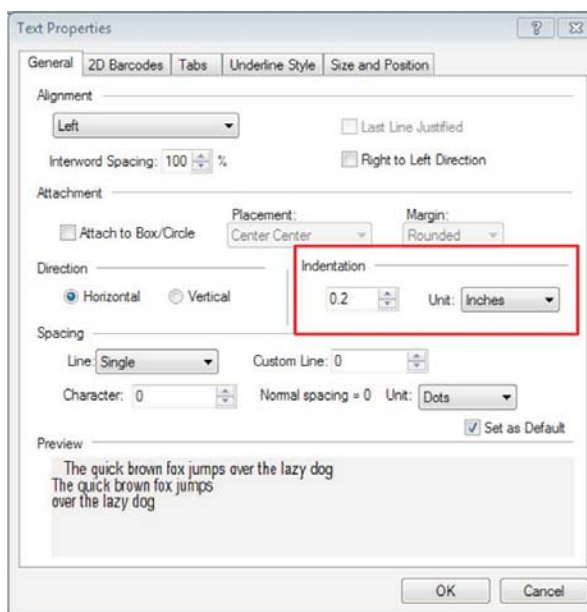 Text Properties
General 2D Barcodes Tabs Underline Style Size and Position
Alignment
Left
Last Line Justified
Interword Spacing: 100 %
Right to Left Direction
Attachment
Placement: Margin:
Attach to Box/Circle Center Center Rounded
Direction Indentation
Horizontal Vertical 0.2 Unit: Inches
Spacing
Line: Single Custom Line: 0
Character: 0 Normal spacing = 0 Unit: Dots
Set as Default
Preview
The quick brown fox jumps over the lazy dog
The quick brown fox jumps
over the lazy dog
OK Cancel